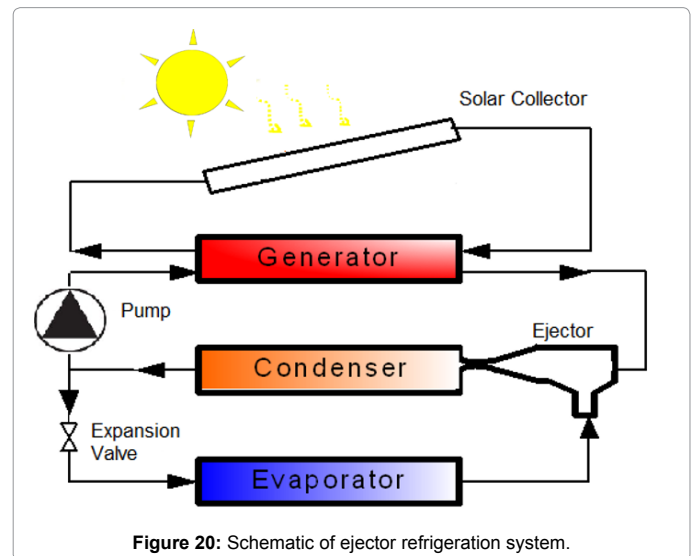 Solar Collector
Generator
Pump
Ejector
Condenser
Expansion
Valve
Evaporator
Figure 20: Schematic of ejector refrigeration system.